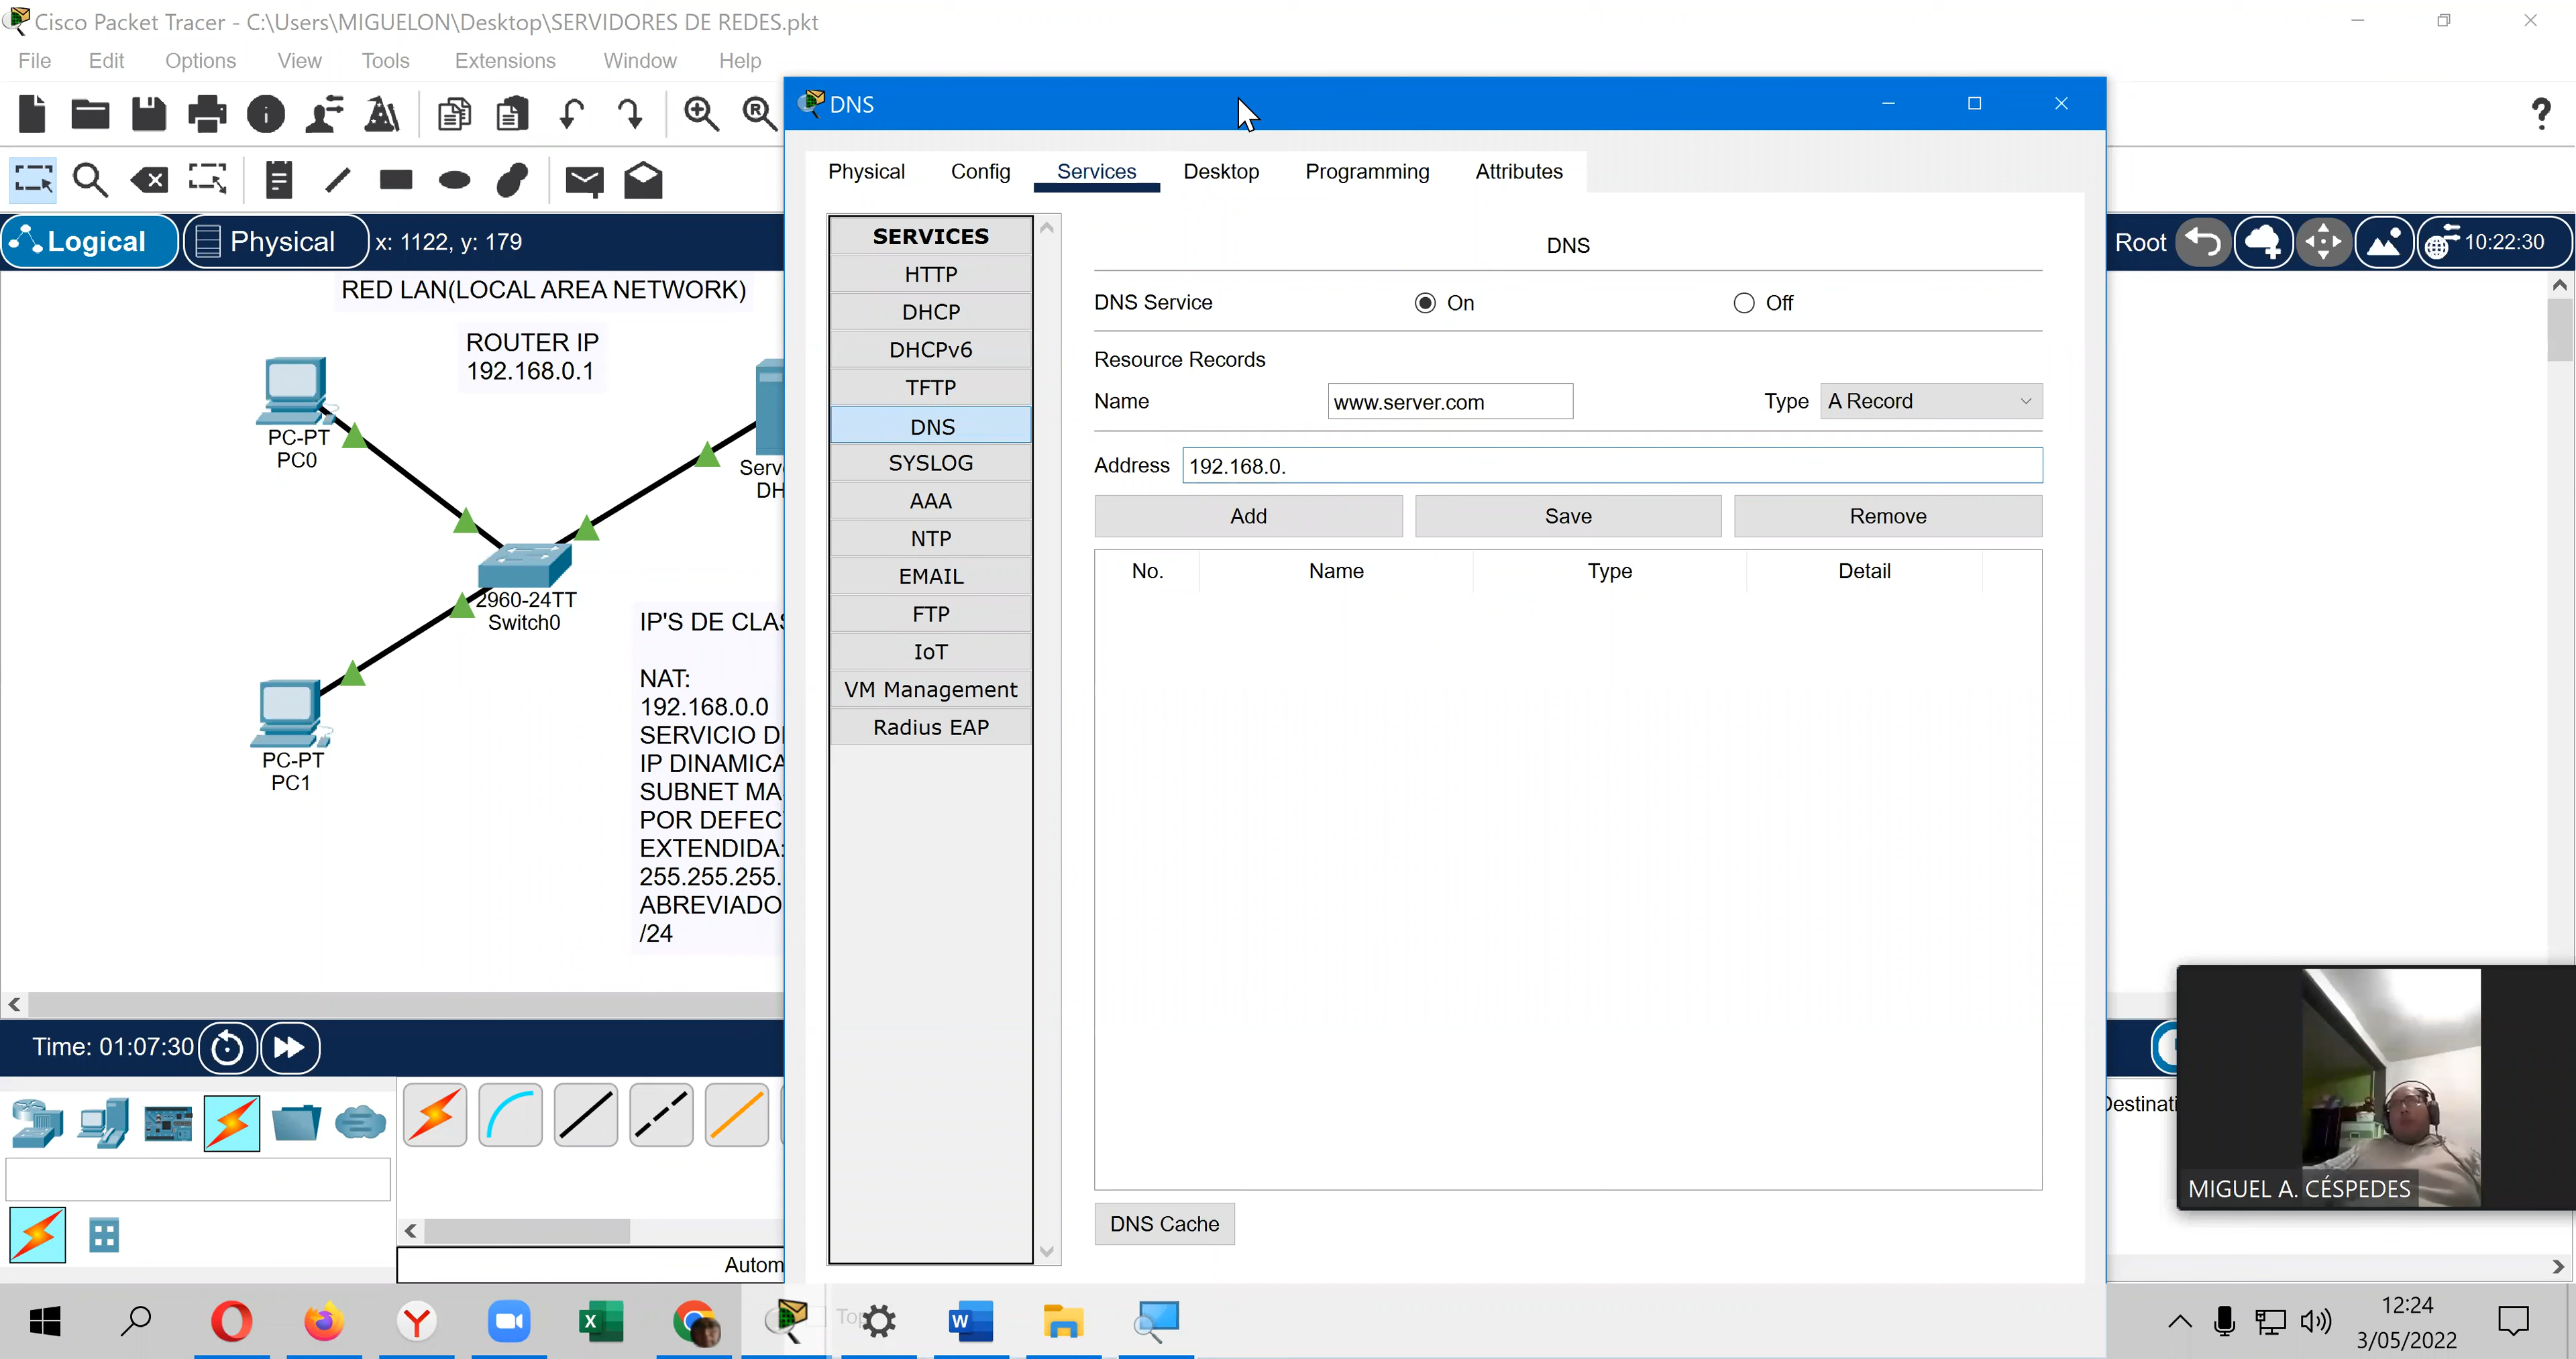 Cisco Packet Tracer - C:\Users\MIGUELON\Desktop\SERVIDORES DE REDES.pkt
File Edit Options View Tools Extensions Window Help
DNS
Physical Config Services Desktop Programming Attributes
Logical Physical x: 1122, y: 179
Root 10:22:30
RED LAN(LOCAL AREA NETWORK)
ROUTER IP
192.168.0.1
PC-PT
PC0
Serv
DH
2960-24TT
Switch0
PC-PT
PC1
IP'S DE CLAS
NAT:
192.168.0.0
SERVICIO D
IP DINAMICA
SUBNET MA
POR DEFEC
EXTENDIDA:
255.255.255.
ABREVIADO
/24
SERVICES
HTTP
DHCP
DHCPv6
TFTP
DNS
SYSLOG
AAA
NTP
EMAIL
FTP
IoT
VM Management
Radius EAP
DNS
DNS Service On Off
Resource Records
Name www.server.com Type A Record
Address 192.168.0.
Add Save Remove
No. Name Type Detail
DNS Cache
Time: 01:07:30
Autom
Destinati
MIGUEL A. CÉSPEDES
12:24
3/05/2022